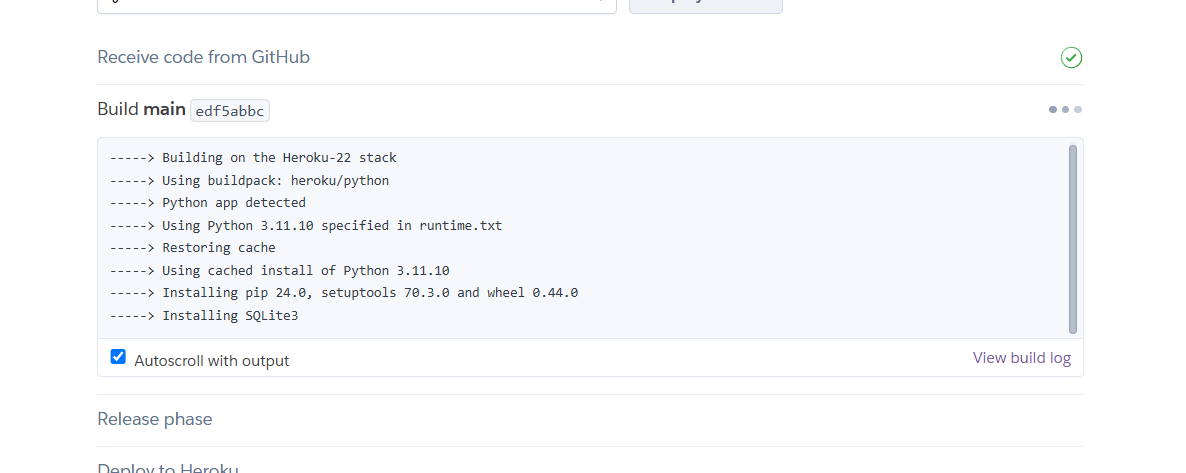 Receive code from GitHub
Build main edf5abbc
-----> Building on the Heroku-22 stack
-----> Using buildpack: heroku/python
-----> Python app detected
-----> Using Python 3.11.10 specified in runtime.txt
-----> Restoring cache
-----> Using cached install of Python 3.11.10
-----> Installing pip 24.0, setuptools 70.3.0 and wheel 0.44.0
-----> Installing SQLite3
Autoscroll with output
View build log
Release phase
Deploy to Heroku